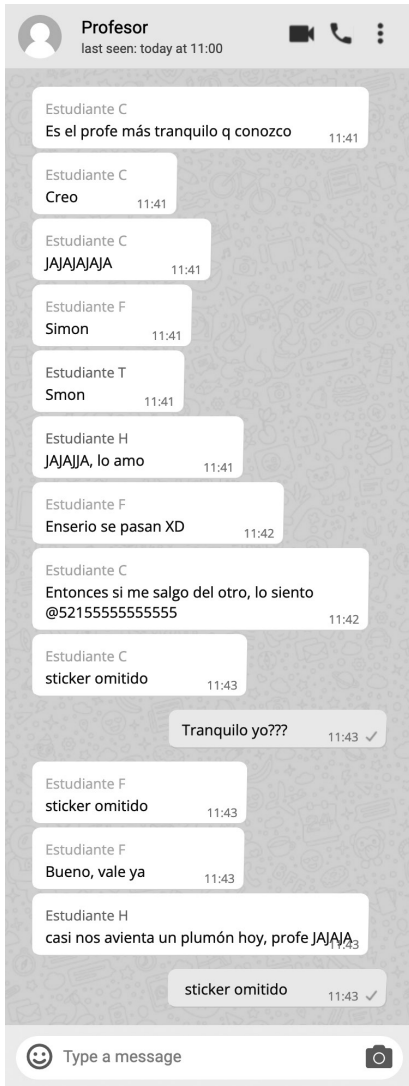 Profesor
last seen: today at 11:00
Estudiante C
Es el profe más tranquilo q conozco
11:41
Estudiante C
Creo
11:41
Estudiante C
JAJAJAJAJA
11:41
Estudiante F
Simon
11:41
Estudiante T
Smon
11:41
Estudiante H
JAJAJJA, lo amo
11:41
Estudiante F
Enserio se pasan XD
11:42
Estudiante C
Entonces si me salgo del otro, lo siento
@52155555555555
11:42
Estudiante C
sticker omitido
11:43
Tranquilo yo???
11:43
Estudiante F
sticker omitido
11:43
Estudiante F
Bueno, vale ya
11:43
Estudiante H
casi nos avienta un plumón hoy, profe JAJAJA
11:43
sticker omitido
11:43
Type a message